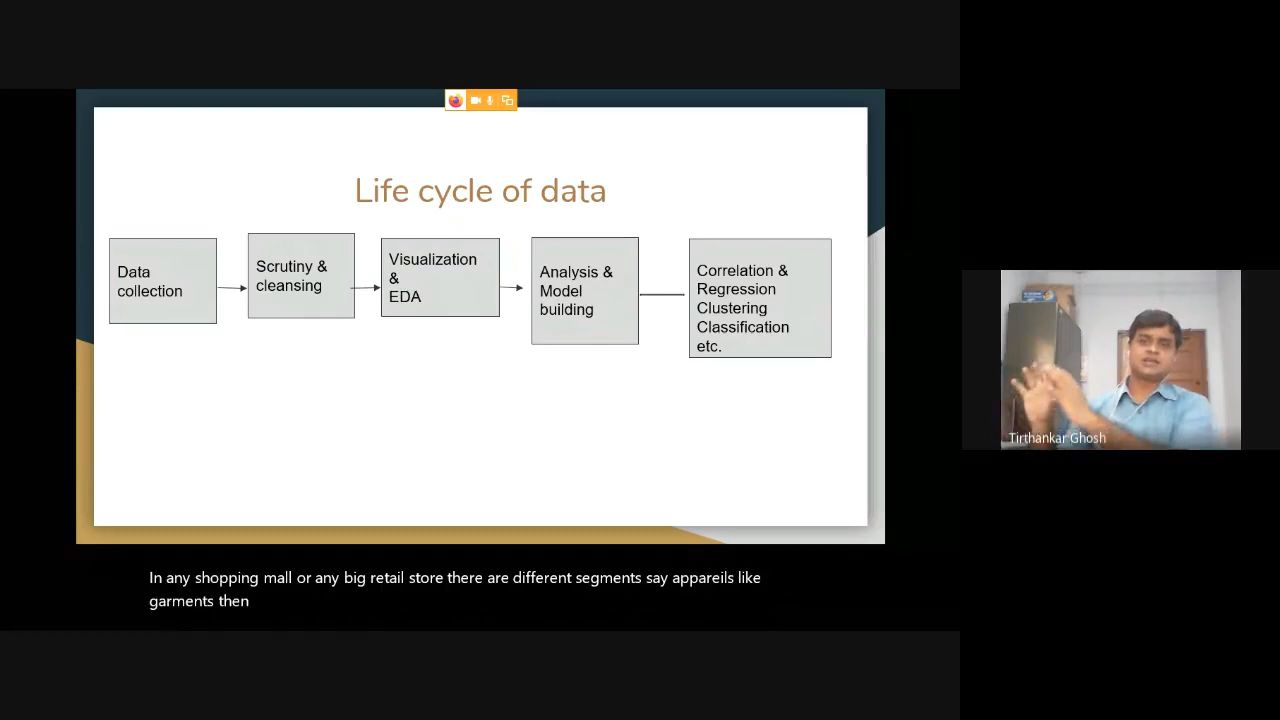 Life cycle of data
Data
collection
Scrutiny &
cleansing
Visualization
&
EDA
Analysis &
Model
building
Correlation &
Regression
Clustering
Classification
etc.
Tirthankar Ghosh
In any shopping mall or any big retail store there are different segments say appareils like
garments then